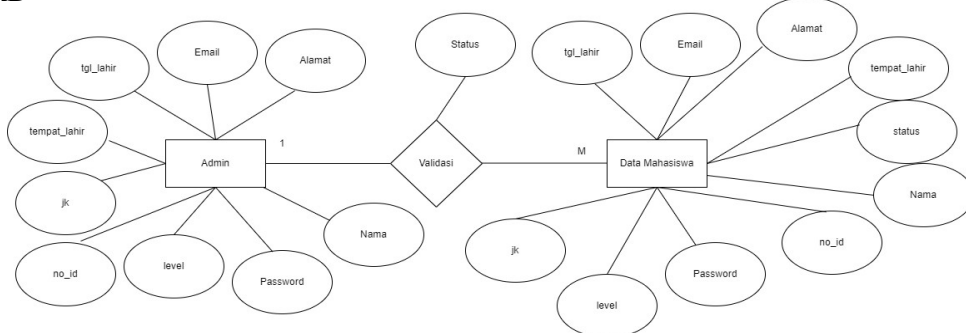 Alamat
Email
Status
Email
tgl_lahir
Alamat
tgl_lahir
tempat_lahir
tempat_lahir
status
1
M
Admin
Validasi
Data Mahasiswa
jk
Nama
Nama
no_id
jk
level
no_id
Password
Password
level